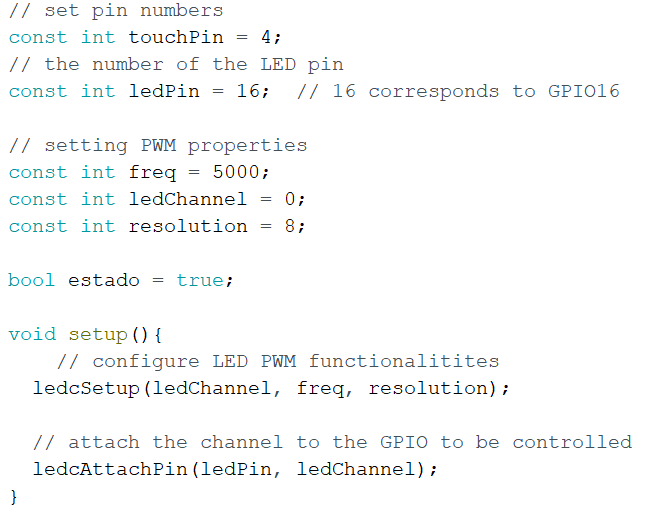 // set pin numbers
const int touchPin = 4;
// the number of the LED pin
const int ledPin = 16;  // 16 corresponds to GPIO16
// setting PWM properties
const int freq = 5000;
const int ledChannel = 0;
const int resolution = 8;
bool estado = true;
void setup(){
    // configure LED PWM functionalitites
  ledcSetup(ledChannel, freq, resolution);
  // attach the channel to the GPIO to be controlled
  ledcAttachPin(ledPin, ledChannel);
}